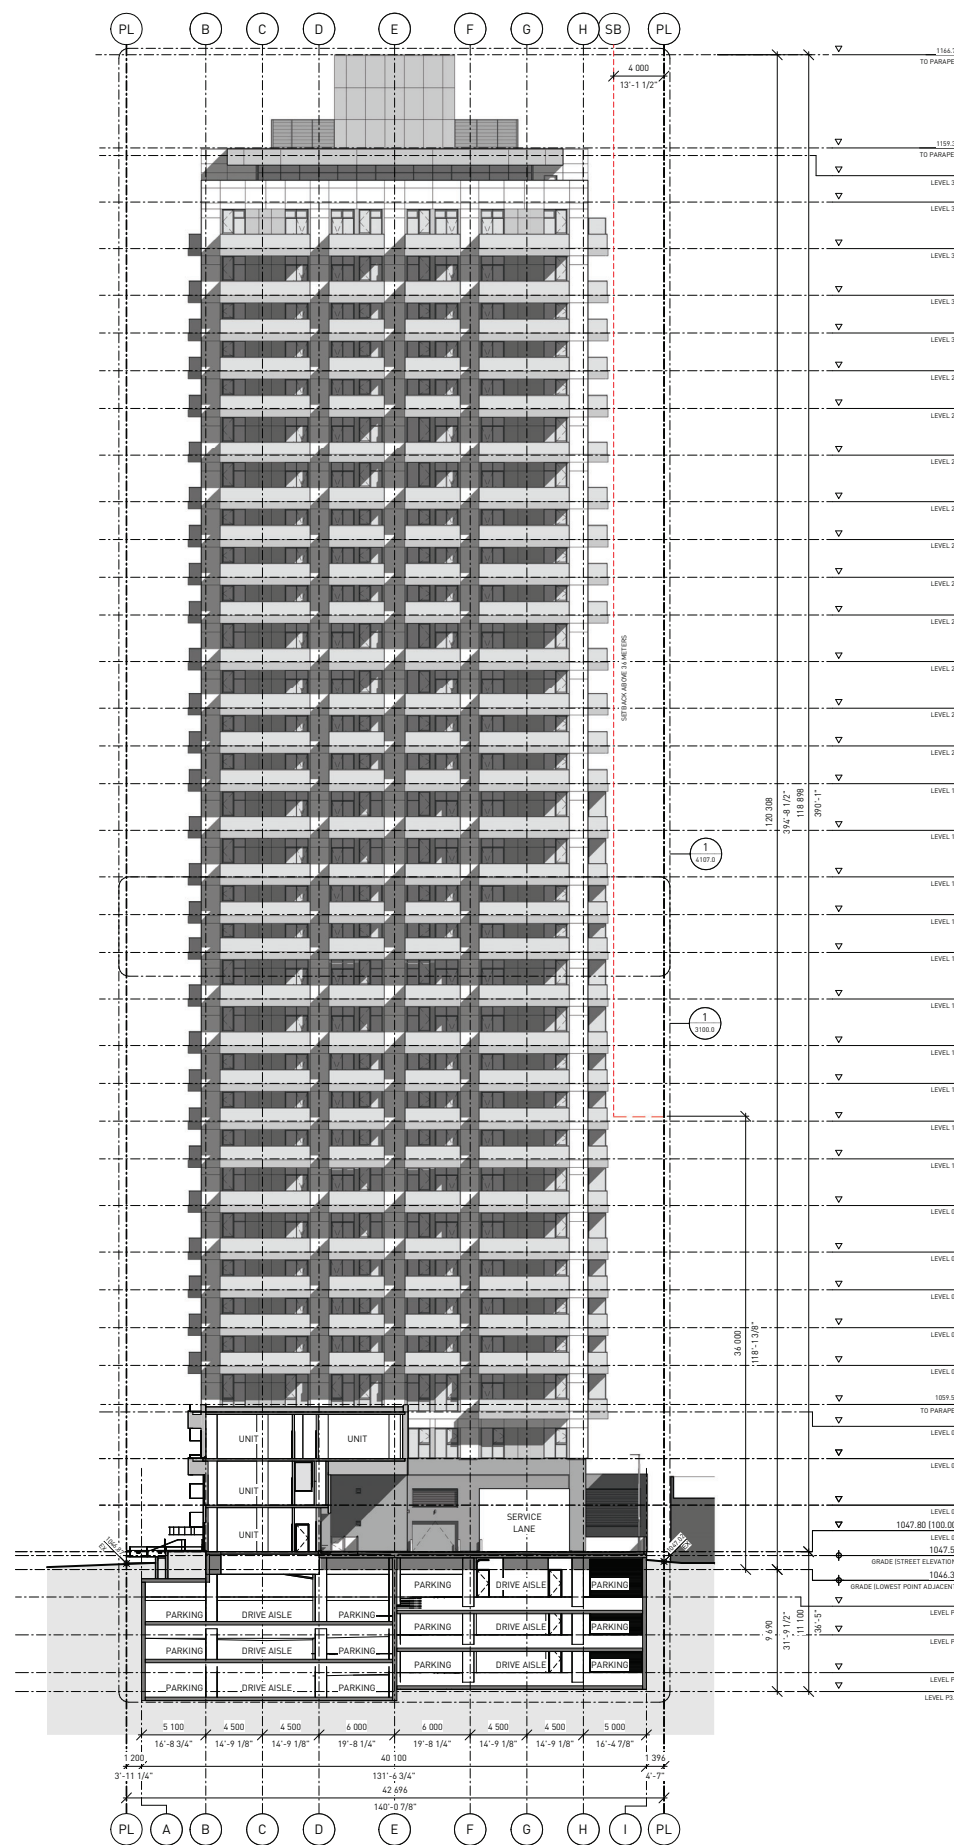 PL B C D E F G H SB PL
1166.7
TO PARAPE
4 000
13'-1 1/2"
1159.3
TO PARAPE
LEVEL 3
LEVEL 3
LEVEL 3
LEVEL 3
LEVEL 3
LEVEL 2
LEVEL 2
LEVEL 2
LEVEL 2
LEVEL 2
LEVEL 2
LEVEL 2
LEVEL 2
LEVEL 2
LEVEL 2
SETBACK ABOVE 36 METERS
LEVEL 1
120 308
394'-8 1/2"
118 898
390'-1"
LEVEL 1
1
4107.0
LEVEL 1
LEVEL 1
LEVEL 1
LEVEL 1
1
3100.0
LEVEL 1
LEVEL 1
LEVEL 1
LEVEL 1
LEVEL 0
LEVEL 0
LEVEL 0
LEVEL 0
36 000
118'-1 3/8"
LEVEL 0
1059.5
TO PARAPE
LEVEL 0
UNIT UNIT
LEVEL 0
UNIT
LEVEL 0
SERVICE
LANE
1047.80 (100.00
UNIT
LEVEL 0
1047.5
GRADE (STREET ELEVATION
1046.3
GRADE (LOWEST POINT ADJACENT
PARKING DRIVE AISLE PARKING
LEVEL P
PARKING DRIVE AISLE PARKING
PARKING DRIVE AISLE PARKING
9 690
31'-9 1/2"
11 100
36'-5"
LEVEL P
PARKING DRIVE AISLE PARKING
PARKING DRIVE AISLE PARKING
LEVEL P
PARKING DRIVE AISLE PARKING
LEVEL P3.
5 100 4 500 4 500 6 000 6 000 4 500 4 500 5 000
16'-8 3/4" 14'-9 1/8" 14'-9 1/8" 19'-8 1/4" 19'-8 1/4" 14'-9 1/8" 14'-9 1/8" 16'-4 7/8"
1 200 40 100 1 396
3'-11 1/4" 131'-6 3/4" 4'-7"
42 696
140'-0 7/8"
PL A B C D E F G H I PL